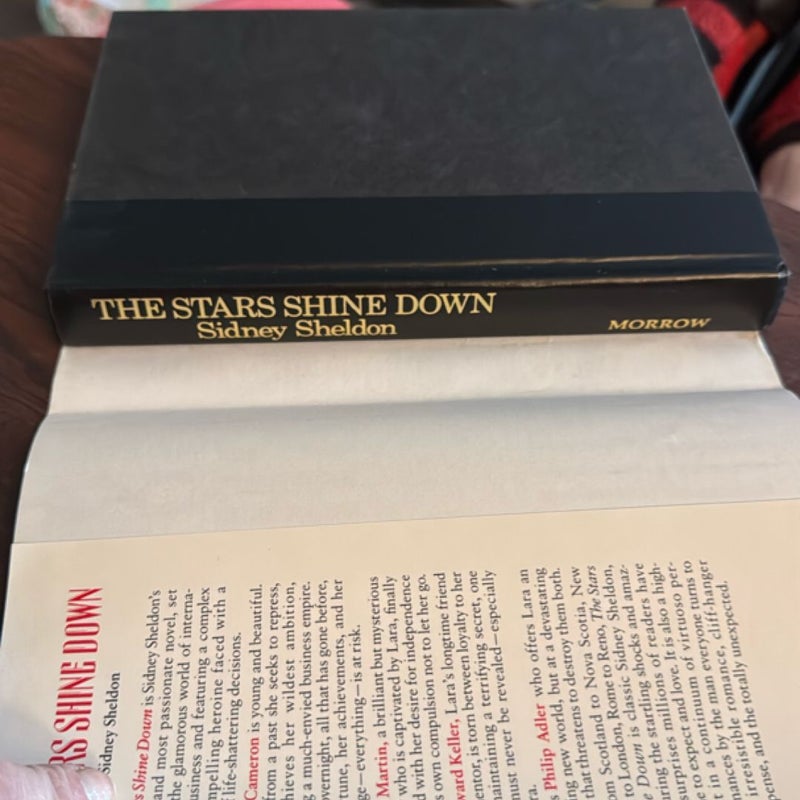 THE STARS SHINE DOWN
Sidney Sheldon
MORROW
RS SHINE DOWN
Sidney Sheldon
Shine Down is Sidney Sheldon's
and most passionate novel, set
the glamorous world of interna-
usiness and featuring a complex
mpelling heroine faced with a
f life-shattering decisions.
Cameron is young and beautiful.
from a past she seeks to repress,
hieves her wildest ambition,
g a much-envied business empire.
overnight, all that has gone before,
tune, her achievements, and her
ge—everything—is at risk.
Martin, a brilliant but mysterious
who is captivated by Lara, finally
d with her desire for independence
s own compulsion not to let her go.
ward Keller, Lara's longtime friend
entor, is torn between loyalty to her
maintaining a terrifying secret, one
must never be revealed—especially
ra.
s Philip Adler who offers Lara an
ing new world, but at a devastating
that threatens to destroy them both.
om Scotland to Nova Scotia, New
to London, Rome to Reno, The Stars
e Down is classic Sidney Sheldon,
uring the startling shocks and amaz-
surprises millions of readers have
e to expect and love. It is also a high-
t in a continuum of virtuoso per-
mances by the man everyone turns to
irresistible romance, cliff-hanger
pense, and the totally unexpected.